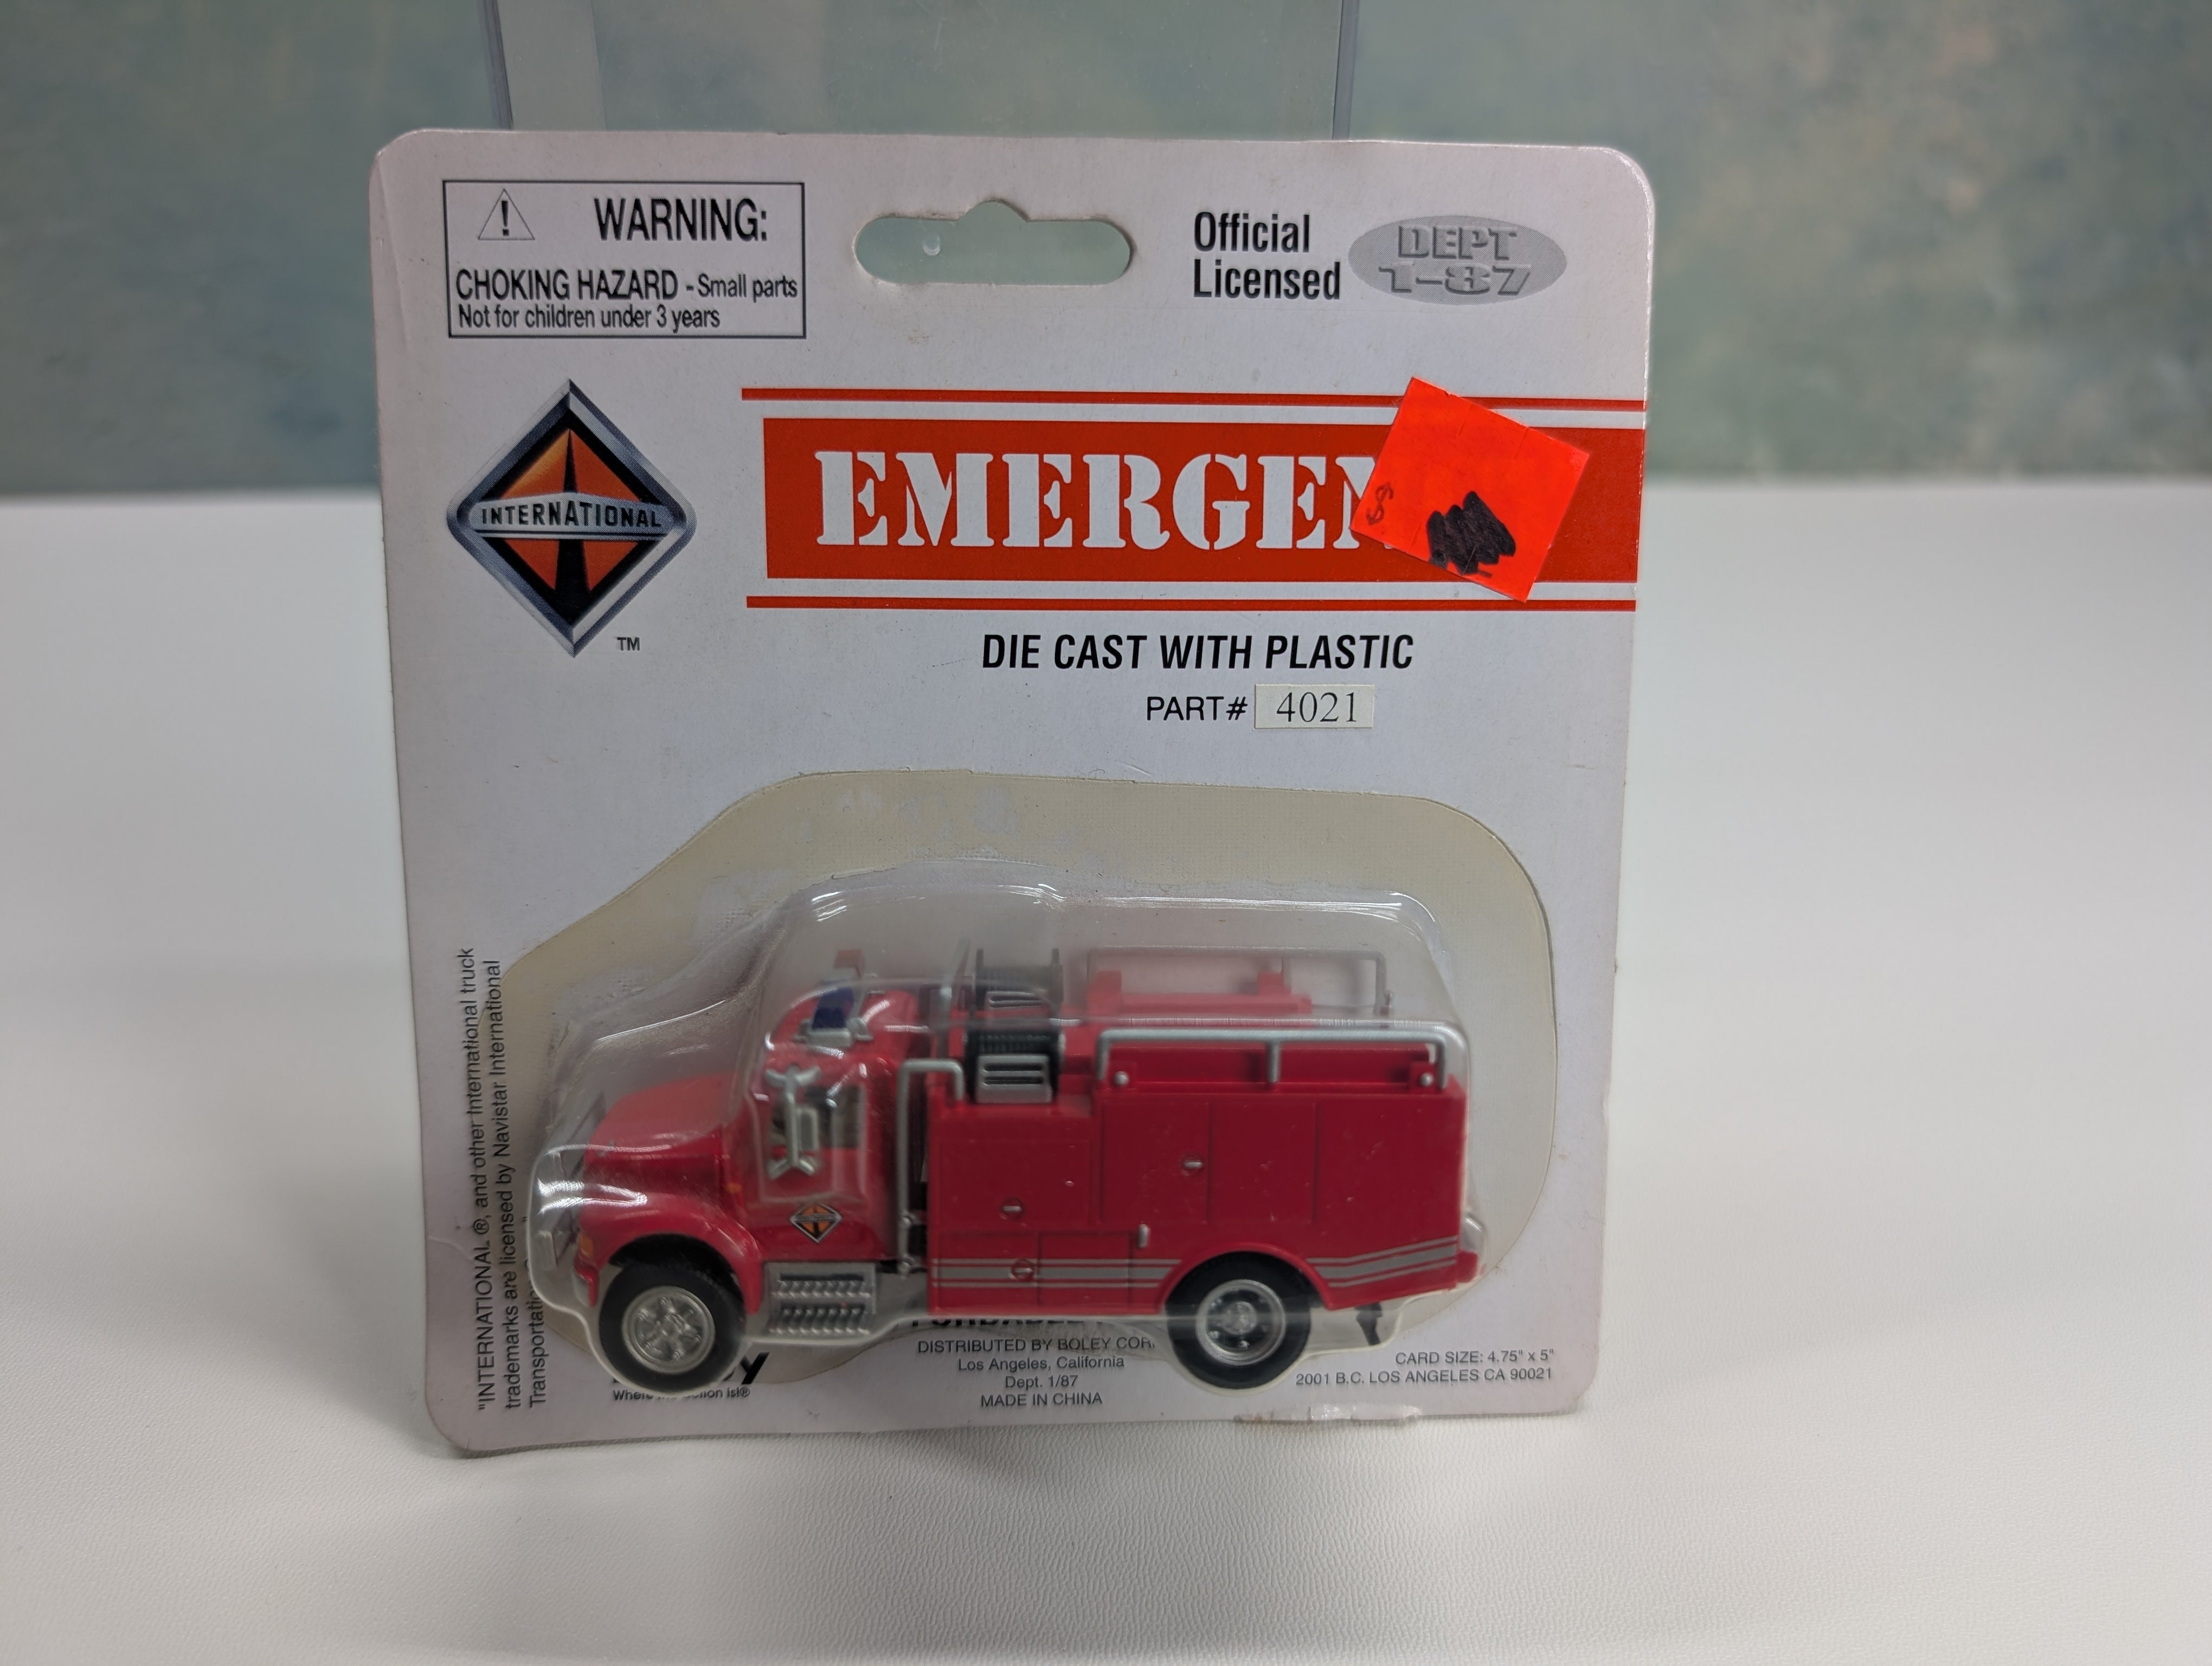 WARNING:
CHOKING HAZARD - Small parts
Not for children under 3 years
Official
Licensed
DEPT
1-87
INTERNATIONAL
TM
EMERGEN
$
DIE CAST WITH PLASTIC
PART# 4021
"INTERNATIONAL ®, and other International truck
trademarks are licensed by Navistar International
DISTRIBUTED BY BOLEY COR
Los Angeles, California
Dept. 1/87
MADE IN CHINA
CARD SIZE: 4.75" x 5"
2001 B.C. LOS ANGELES CA 90021